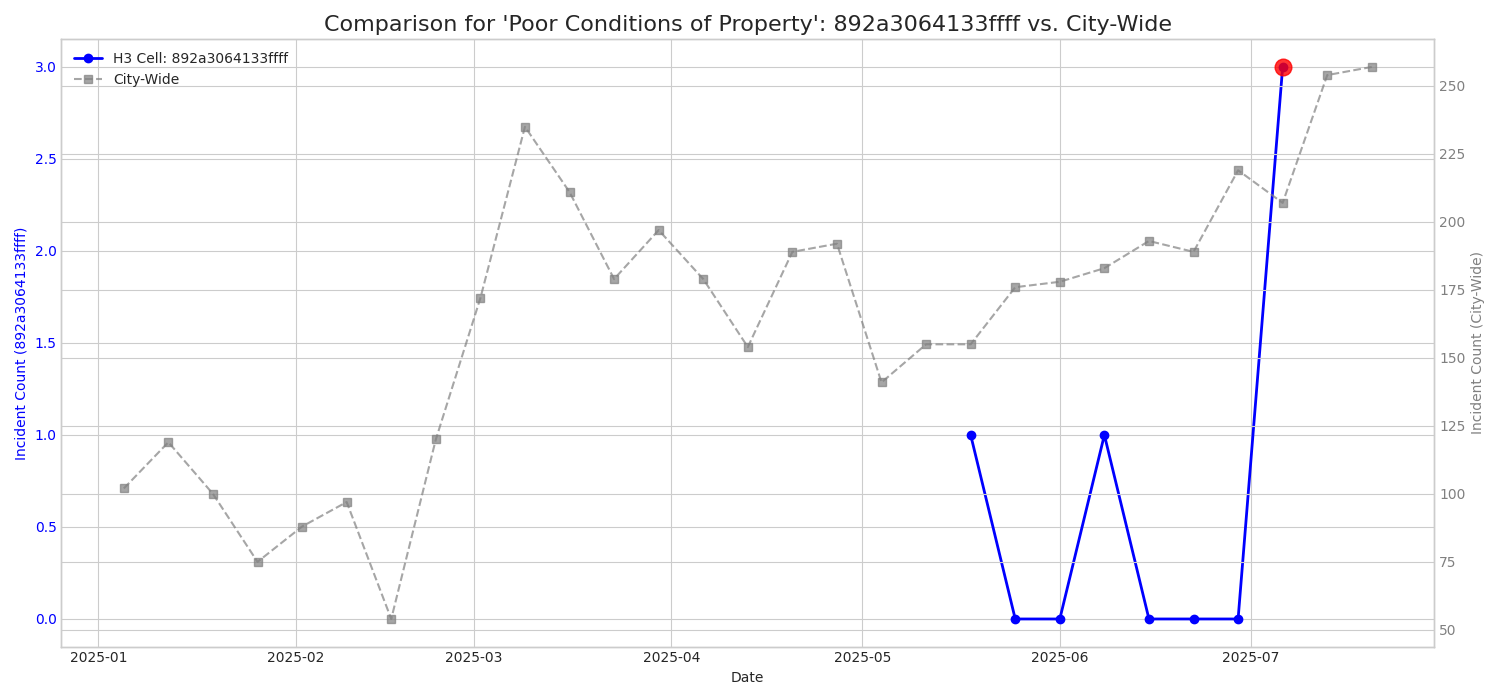 Comparison for 'Poor Conditions of Property': 892a3064133ffff vs. City-Wide
H3 Cell: 892a3064133ffff
City-Wide
Incident Count (892a3064133ffff)
3.0
2.5
2.0
1.5
1.0
0.5
0.0
250
225
200
175
150
125
100
75
50
Incident Count (City-Wide)
2025-01 2025-02 2025-03 2025-04 2025-05 2025-06 2025-07
Date